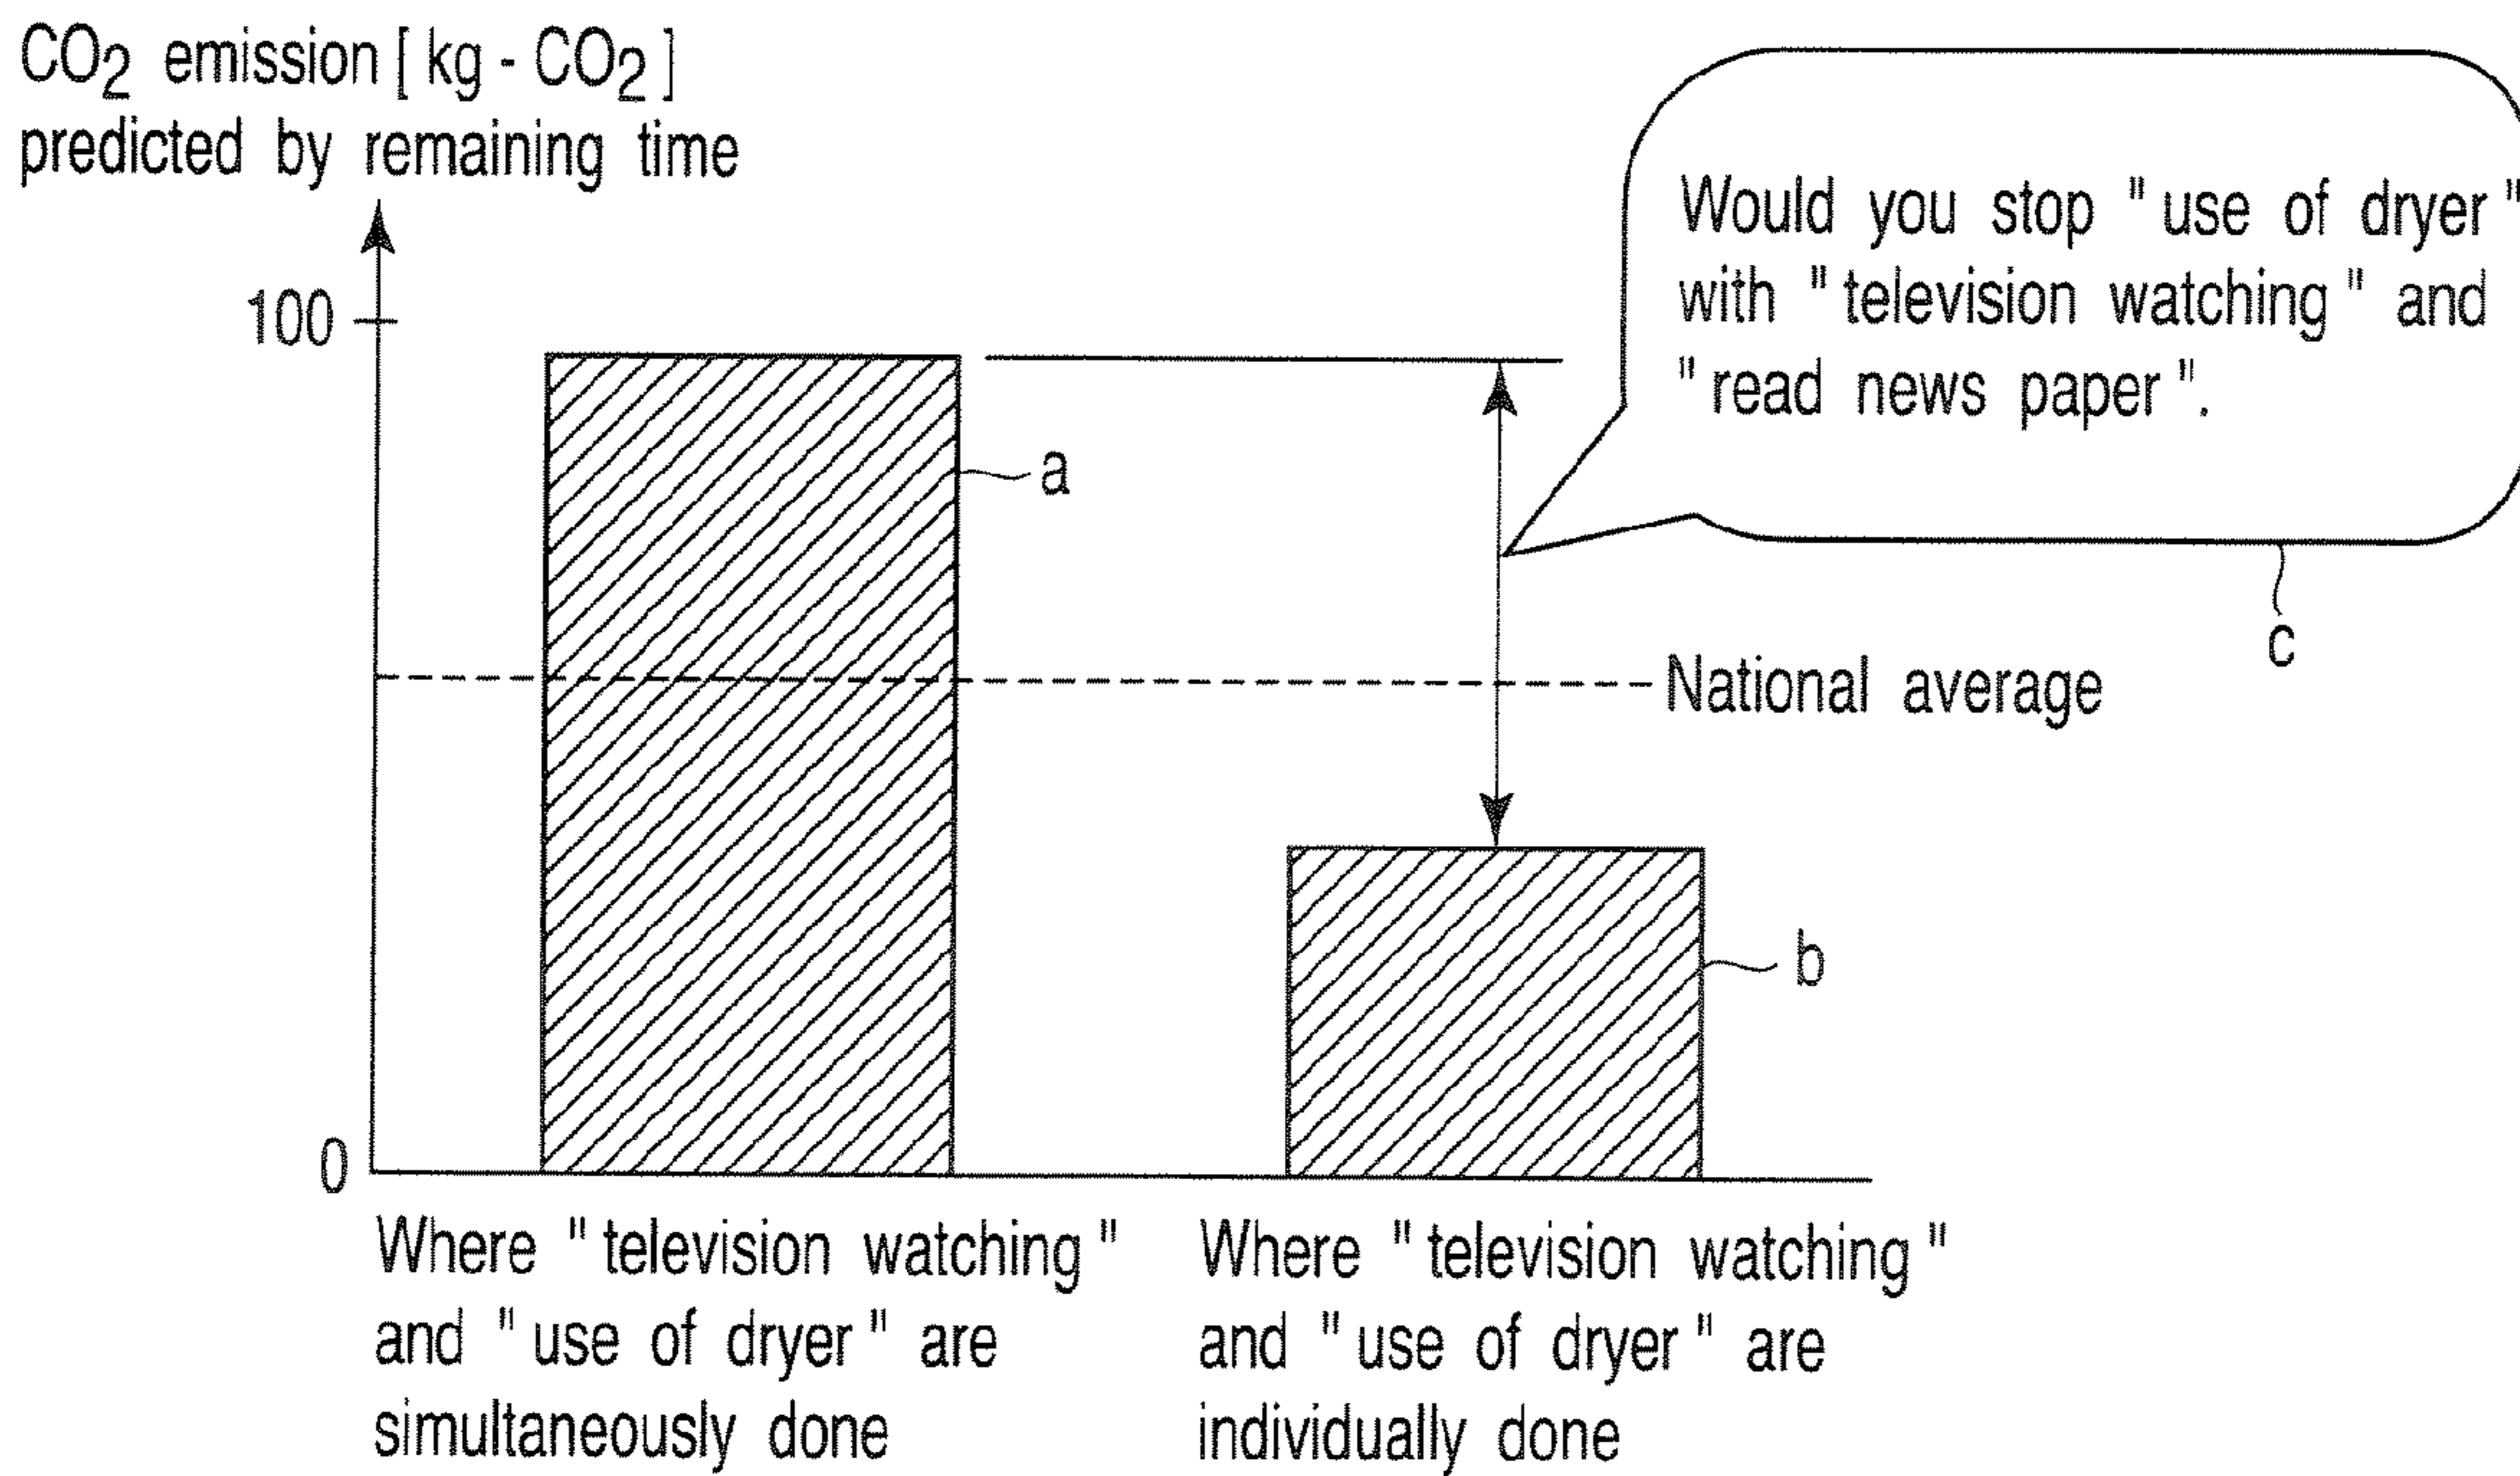 CO2 emission [ kg - CO2 ]
predicted by remaining time
100
0
a
b
c
Would you stop " use of dryer "
with " television watching " and
" read news paper ".
National average
Where " television watching "
and " use of dryer " are
simultaneously done
Where " television watching "
and " use of dryer " are
individually done